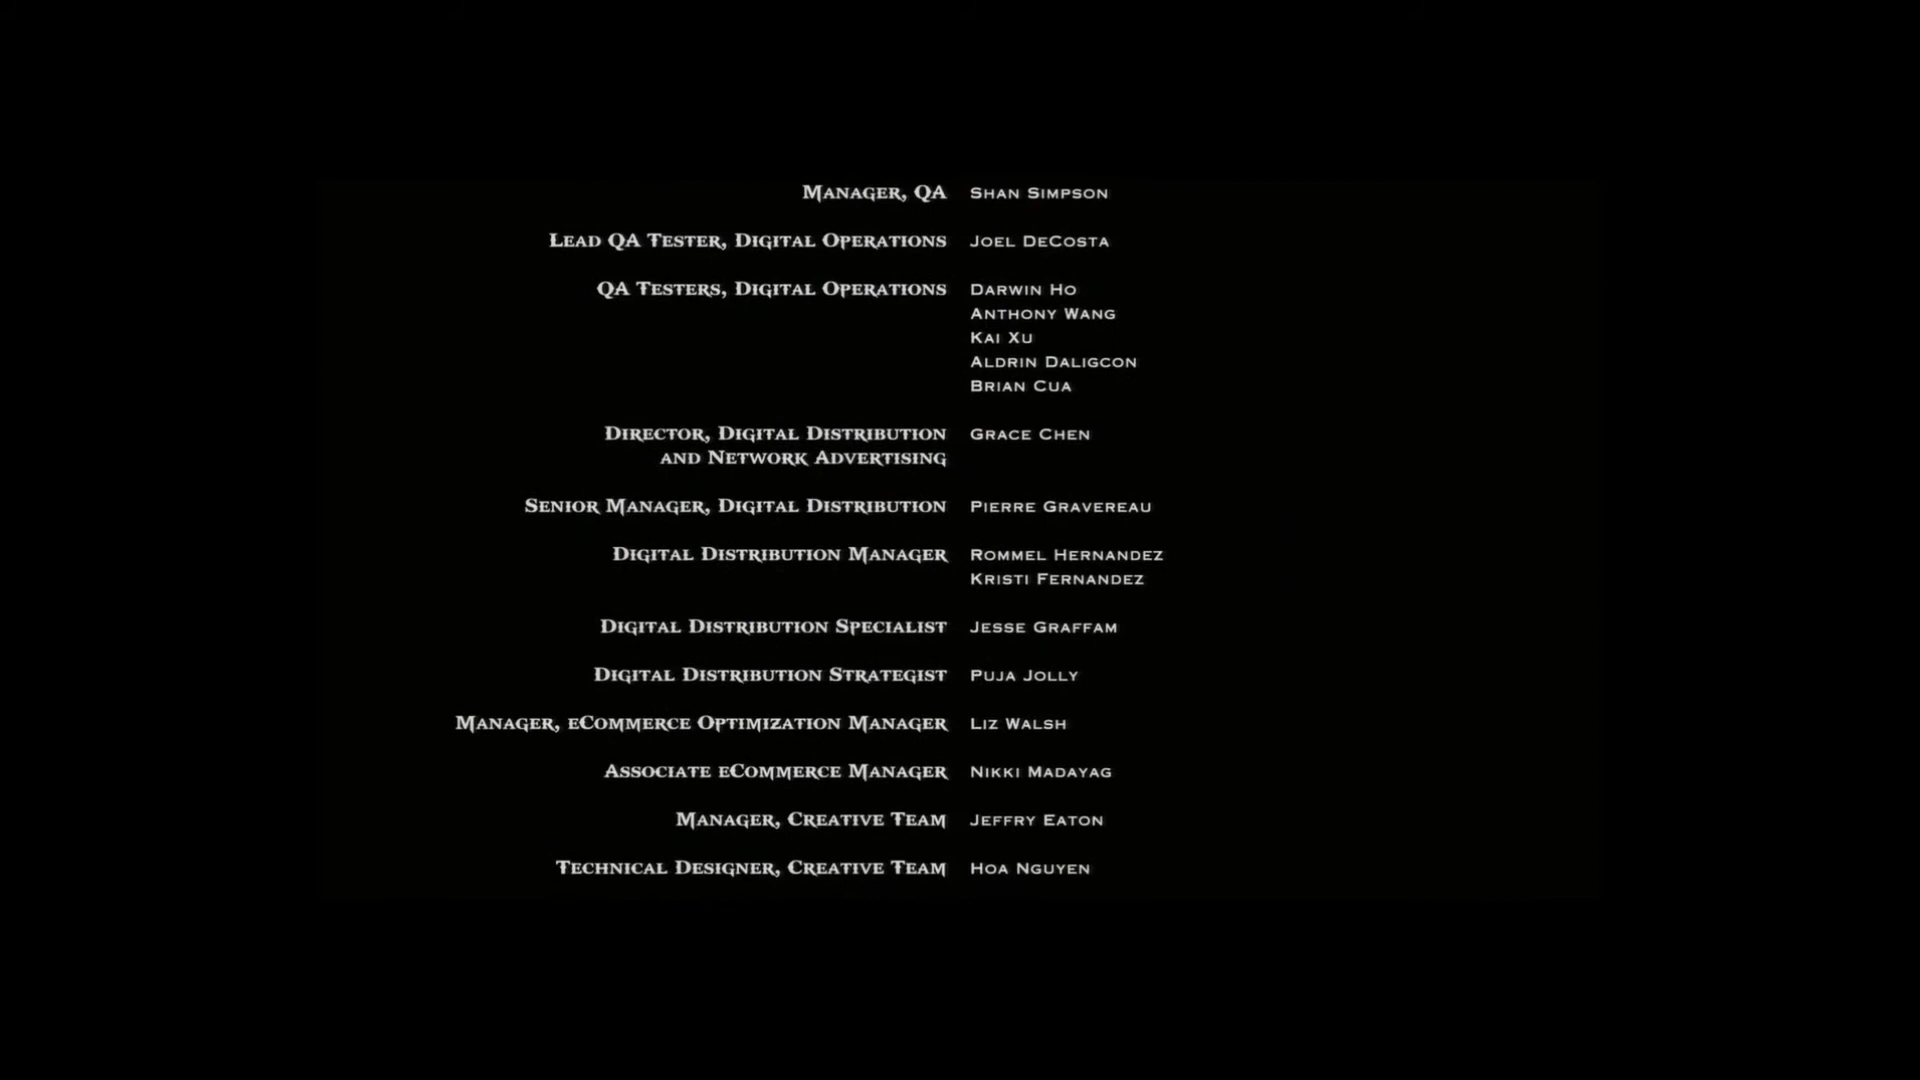 Manager, QA Shan Simpson
Lead QA Tester, Digital Operations Joel DeCosta
QA Testers, Digital Operations Darwin Ho
Anthony Wang
Kai Xu
Aldrin Daligcon
Brian Cua
Director, Digital Distribution Grace Chen
and Network Advertising
Senior Manager, Digital Distribution Pierre Gravereau
Digital Distribution Manager Rommel Hernandez
Kristi Fernandez
Digital Distribution Specialist Jesse Graffam
Digital Distribution Strategist Puja Jolly
Manager, eCommerce Optimization Manager Liz Walsh
Associate eCommerce Manager Nikki Madayag
Manager, Creative Team Jeffry Eaton
Technical Designer, Creative Team Hoa Nguyen